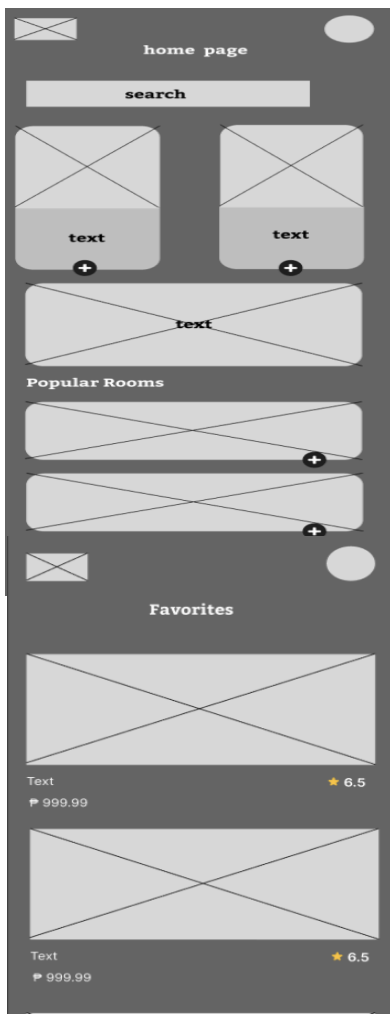 home page
search
text text
text
Popular Rooms
Favorites
Text ★ 6.5
₱ 999.99
Text ★ 6.5
₱ 999.99